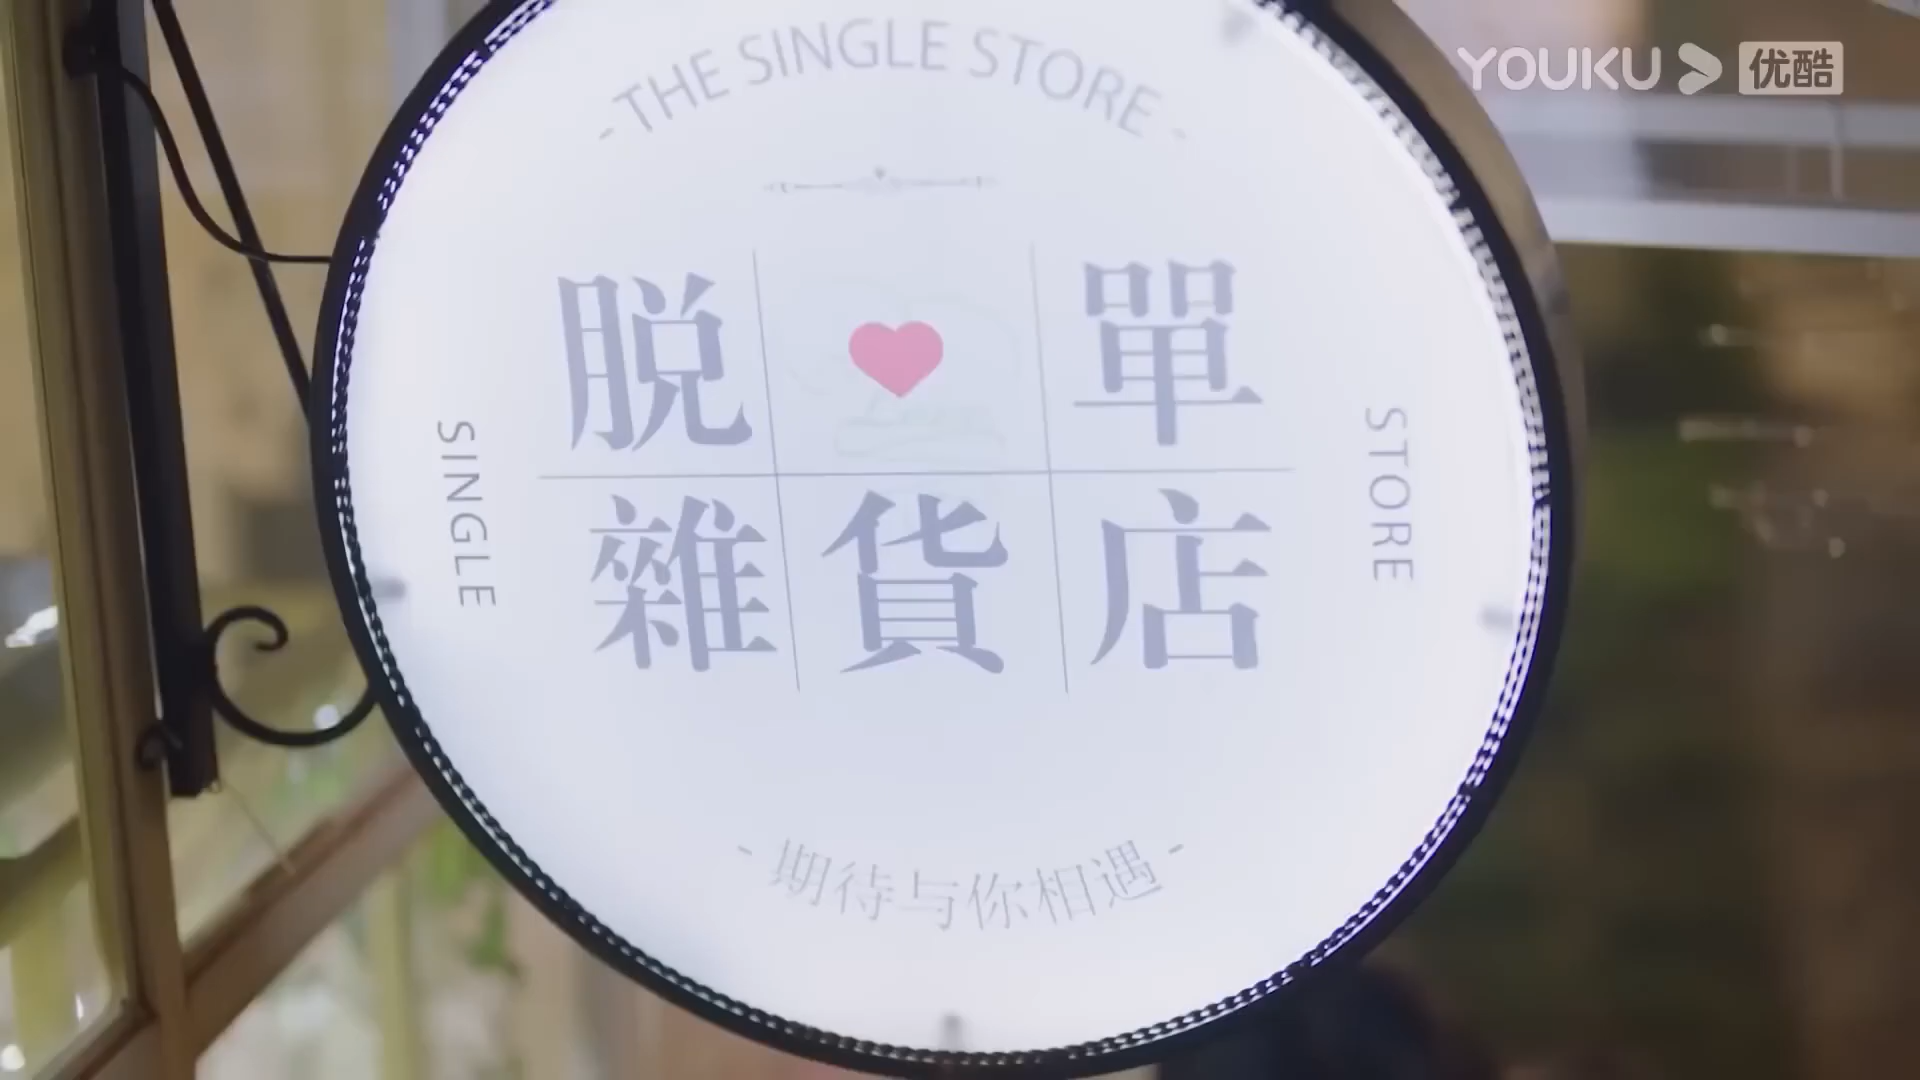 YOUKU 优酷
- THE SINGLE STORE -
脱 單
雜 貨 店
SINGLE
STORE
- 期待与你相遇 -